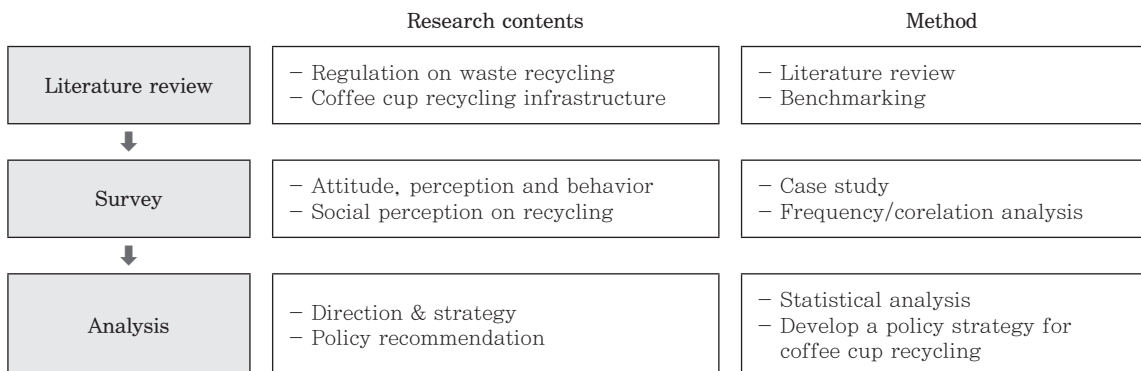 Research contents
Method
Literature review
– Regulation on waste recycling
– Coffee cup recycling infrastructure
– Literature review
– Benchmarking
Survey
– Attitude, perception and behavior
– Social perception on recycling
– Case study
– Frequency/corelation analysis
Analysis
– Direction & strategy
– Policy recommendation
– Statistical analysis
– Develop a policy strategy for
coffee cup recycling